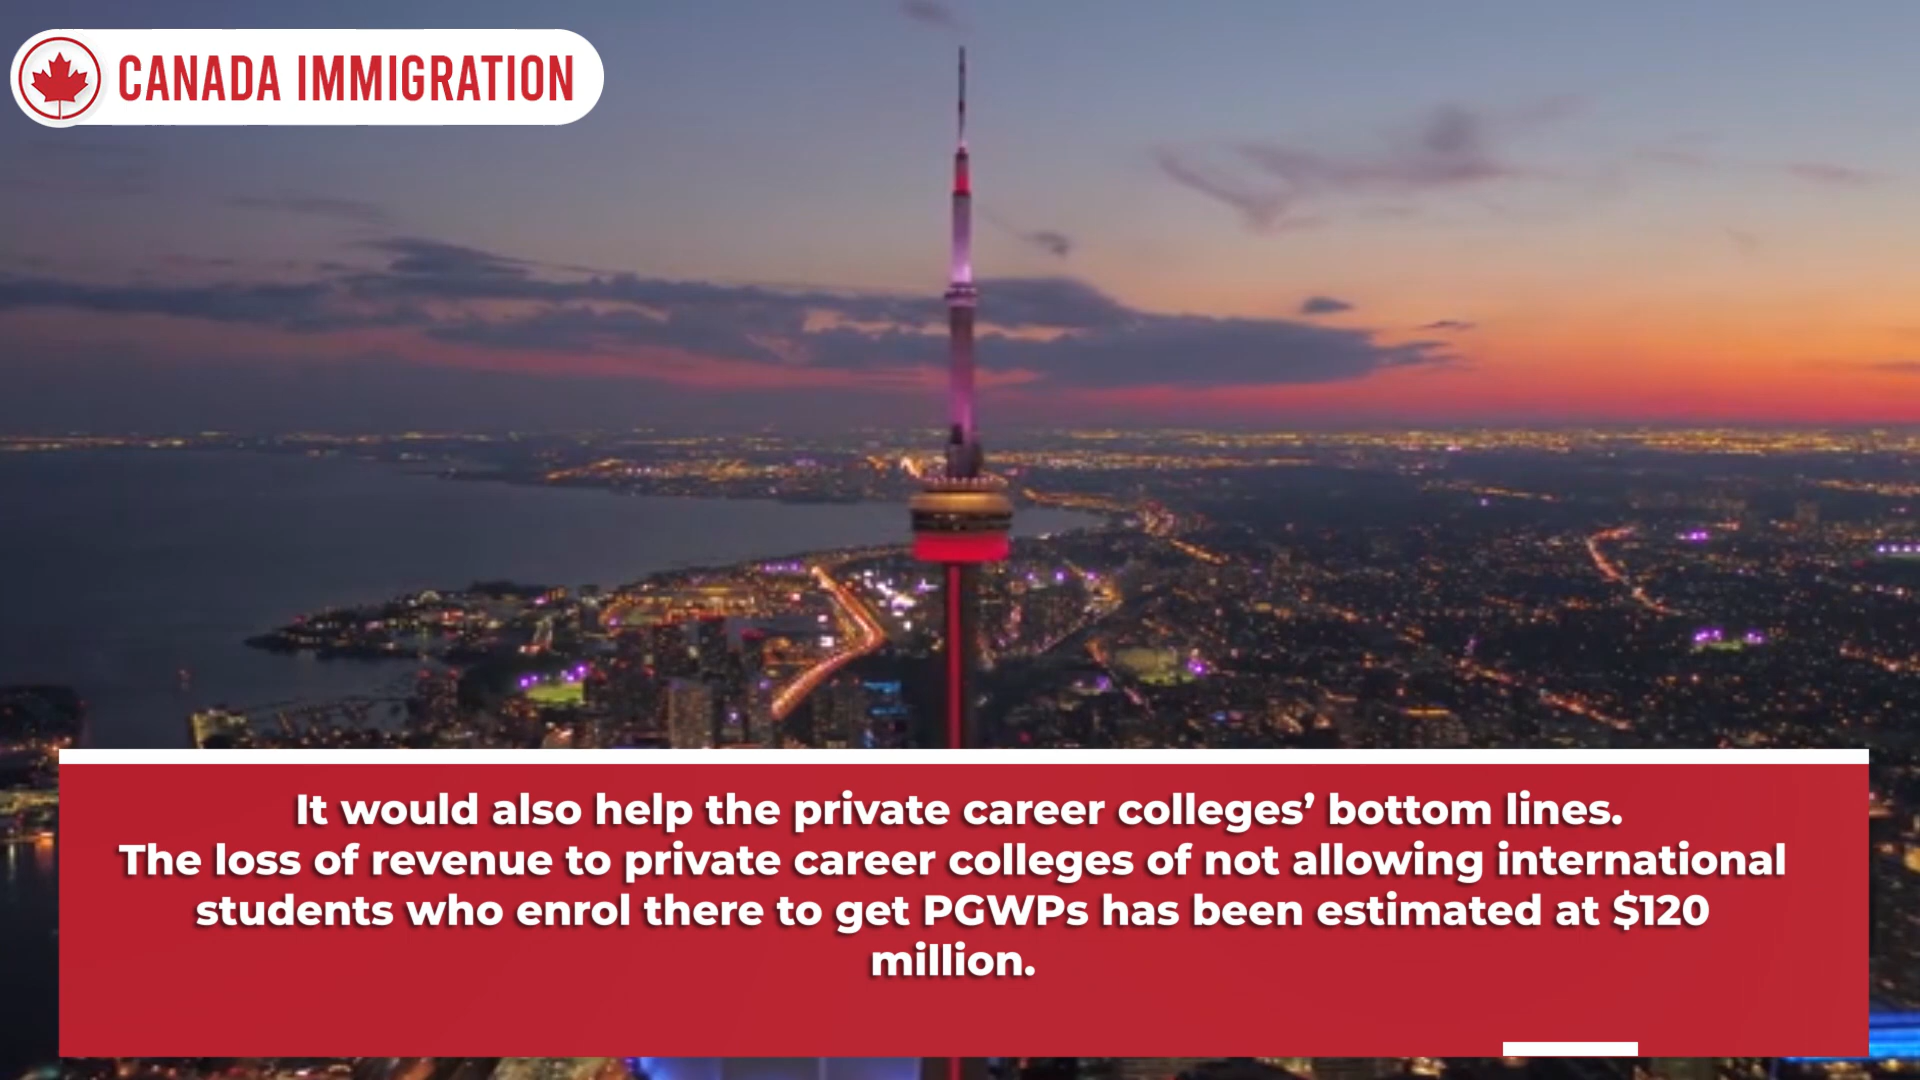 CANADA IMMIGRATION
It would also help the private career colleges’ bottom lines.
The loss of revenue to private career colleges of not allowing international
students who enrol there to get PGWPs has been estimated at $120
million.